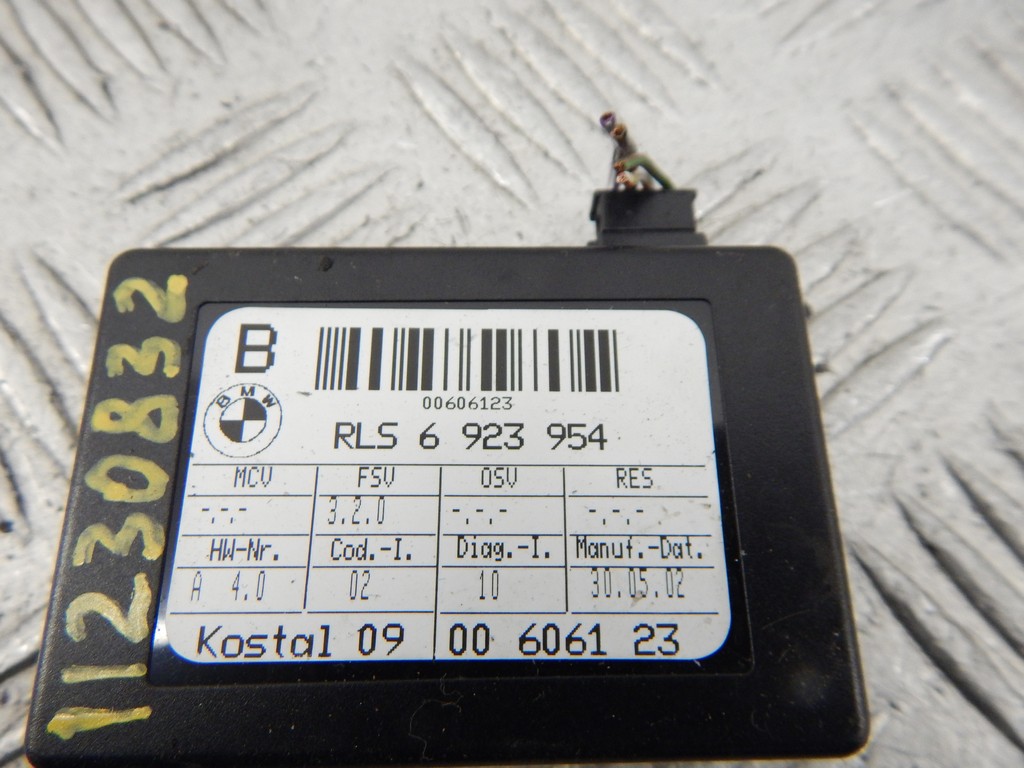 11230832
B
BMW
00606123
RLS 6 923 954
MCV FSV OSV RES
-.-.- 3.2.0 -.-.- -.-.-
HW-Nr. Cod.-I. Diag.-I. Manuf.-Dat.
A 4.0 02 10 30.05.02
Kostal 09 00 6061 23